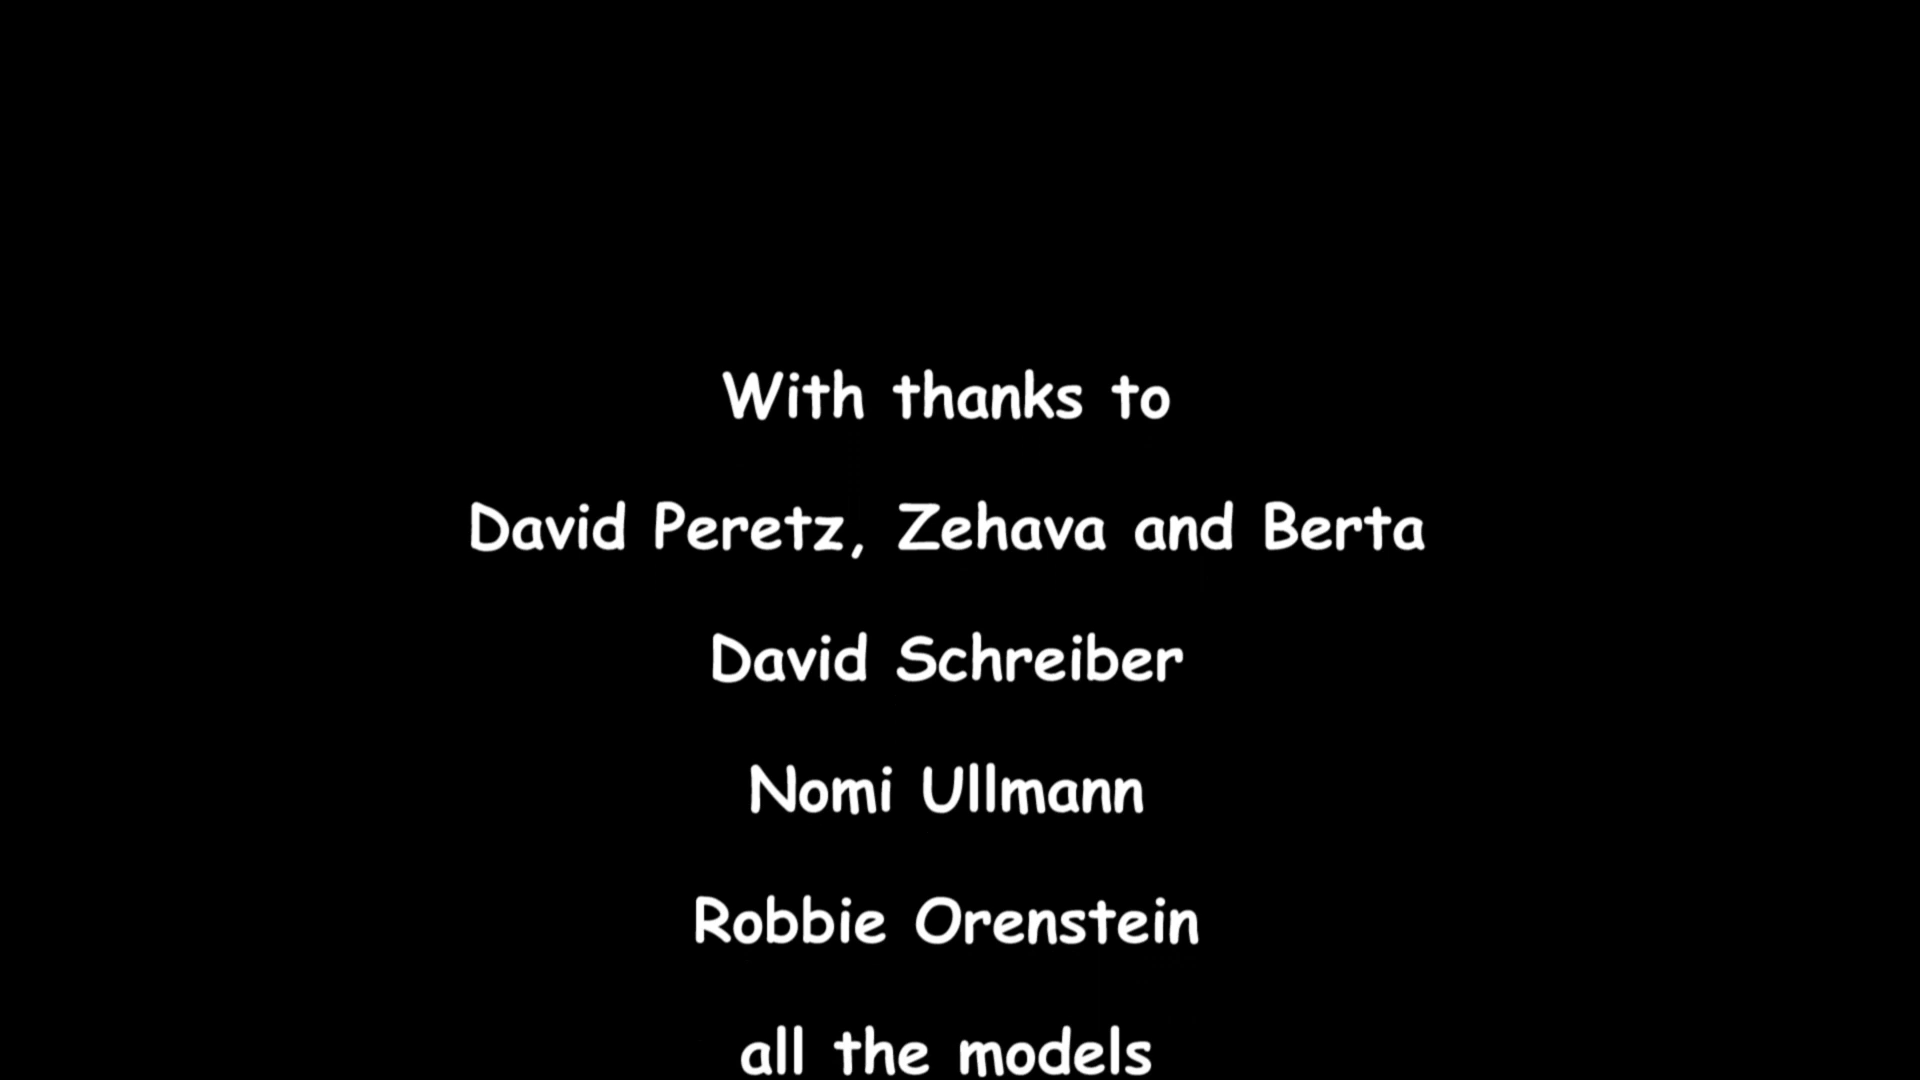 With thanks to
David Peretz, Zehava and Berta
David Schreiber
Nomi Ullmann
Robbie Orenstein
all the models